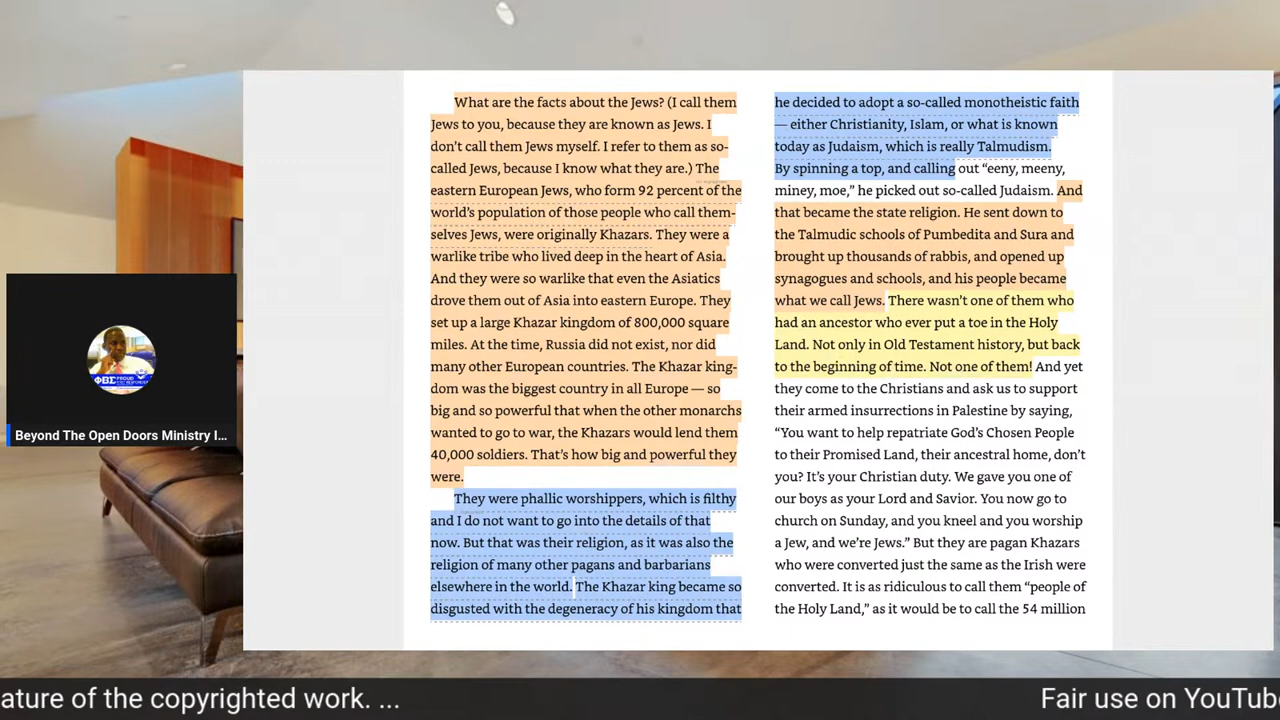 What are the facts about the Jews? (I call them
Jews to you, because they are known as Jews. I
don't call them Jews myself. I refer to them as so-
called Jews, because I know what they are.) The
eastern European Jews, who form 92 percent of the
world's population of those people who call them-
selves Jews, were originally Khazars. They were a
warlike tribe who lived deep in the heart of Asia.
And they were so warlike that even the Asiatics
drove them out of Asia into eastern Europe. They
set up a large Khazar kingdom of 800,000 square
miles. At the time, Russia did not exist, nor did
many other European countries. The Khazar king-
dom was the biggest country in all Europe — so
big and so powerful that when the other monarchs
wanted to go to war, the Khazars would lend them
40,000 soldiers. That's how big and powerful they
were.
They were phallic worshippers, which is filthy
and I do not want to go into the details of that
now. But that was their religion, as it was also the
religion of many other pagans and barbarians
elsewhere in the world. The Khazar king became so
disgusted with the degeneracy of his kingdom that
he decided to adopt a so-called monotheistic faith
— either Christianity, Islam, or what is known
today as Judaism, which is really Talmudism.
By spinning a top, and calling out “eeny, meeny,
miney, moe,” he picked out so-called Judaism. And
that became the state religion. He sent down to
the Talmudic schools of Pumbedita and Sura and
brought up thousands of rabbis, and opened up
synagogues and schools, and his people became
what we call Jews. There wasn't one of them who
had an ancestor who ever put a toe in the Holy
Land. Not only in Old Testament history, but back
to the beginning of time. Not one of them! And yet
they come to the Christians and ask us to support
their armed insurrections in Palestine by saying,
“You want to help repatriate God's Chosen People
to their Promised Land, their ancestral home, don't
you? It's your Christian duty. We gave you one of
our boys as your Lord and Savior. You now go to
church on Sunday, and you kneel and you worship
a Jew, and we're Jews.” But they are pagan Khazars
who were converted just the same as the Irish were
converted. It is as ridiculous to call them “people of
the Holy Land,” as it would be to call the 54 million
ΦΒΣ PROUD
Beyond The Open Doors Ministry I...
ature of the copyrighted work. ...
Fair use on YouTube